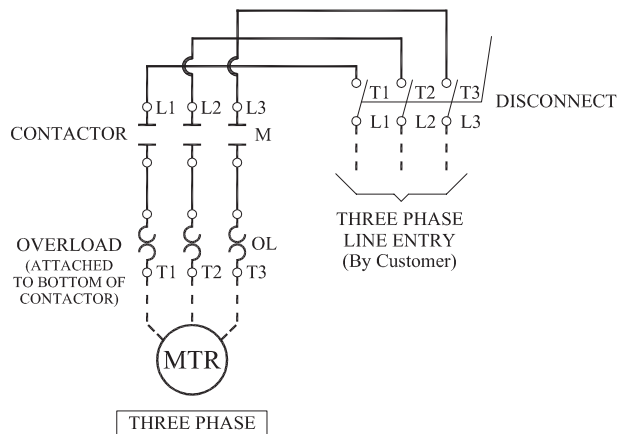 L1 L2 L3
T1 T2 T3
DISCONNECT
CONTACTOR
M
L1 L2 L3
THREE PHASE
LINE ENTRY
(By Customer)
OVERLOAD
(ATTACHED
TO BOTTOM OF
CONTACTOR)
OL
T1 T2 T3
MTR
THREE PHASE